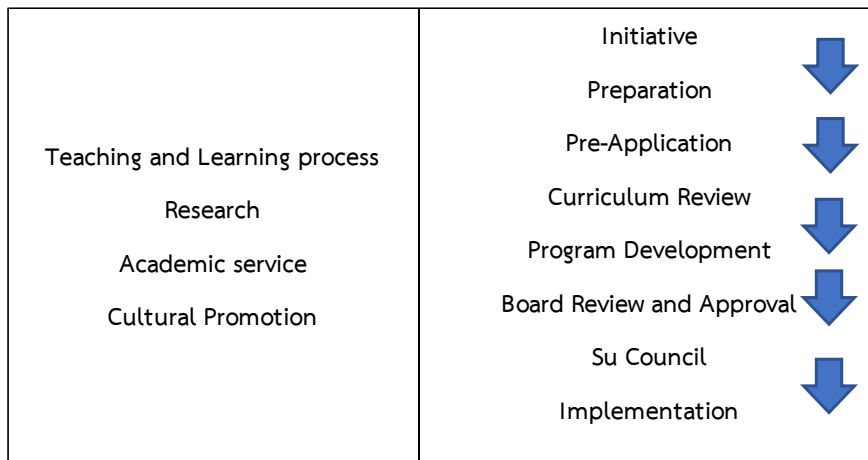 Teaching and Learning process
Research
Academic service
Cultural Promotion
Initiative
Preparation
Pre-Application
Curriculum Review
Program Development
Board Review and Approval
Su Council
Implementation